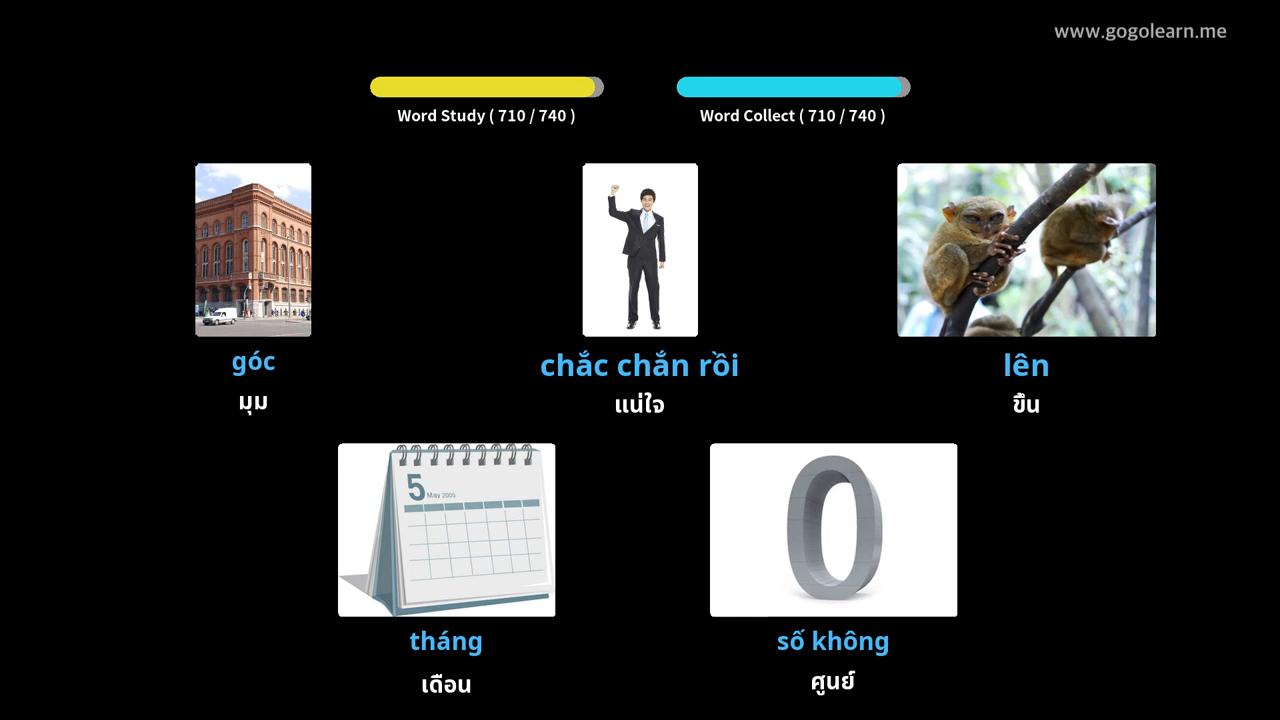 www.gogolearn.me
Word Study ( 710 / 740 )
Word Collect ( 710 / 740 )
góc
มุม
chắc chắn rồi
แน่ใจ
lên
ขึ้น
5 May 2005
tháng
เดือน
0
số không
ศูนย์